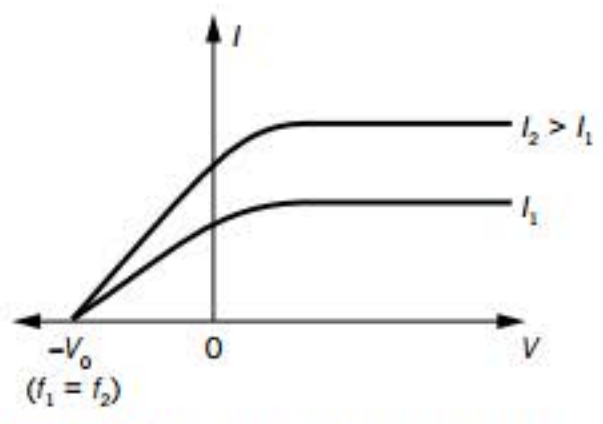 I
I₂ > I₁
I₁
–V₀ 0 V
(f₁ = f₂)